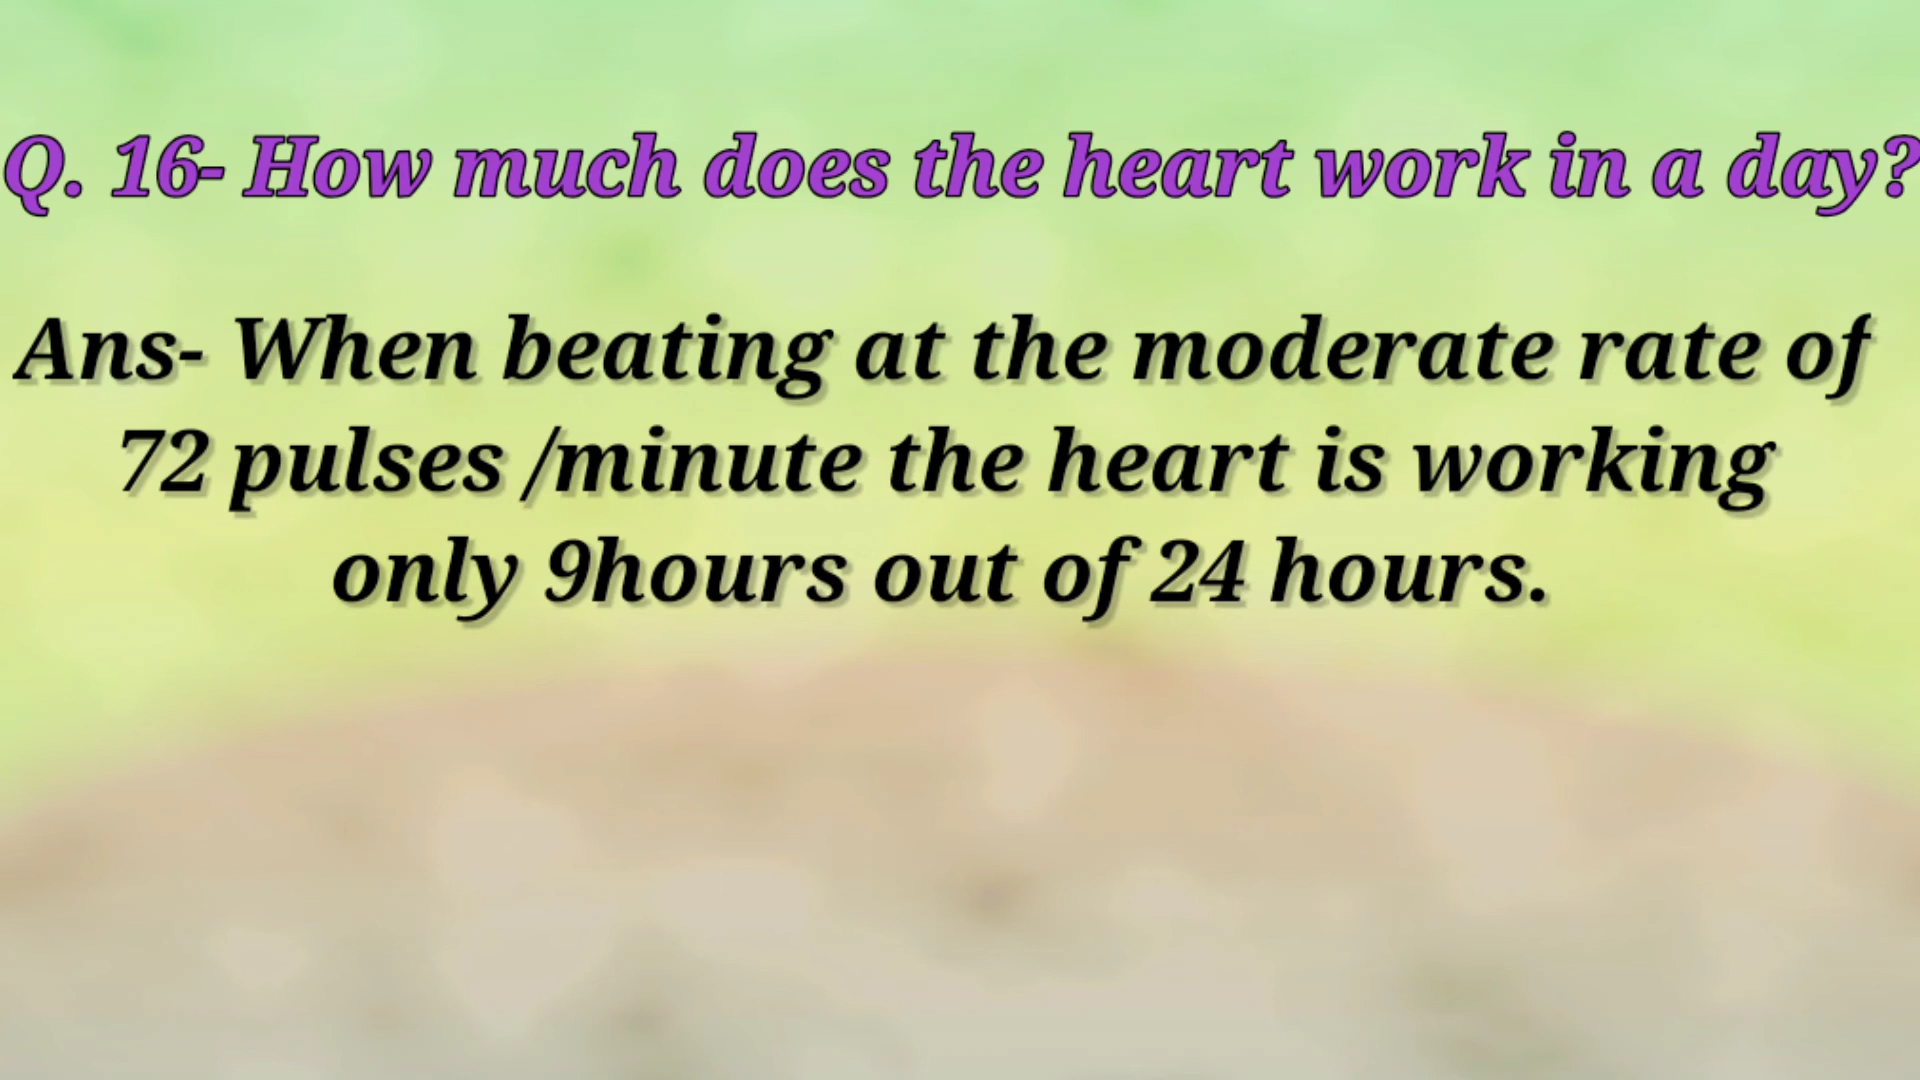 Q. 16- How much does the heart work in a day?
Ans- When beating at the moderate rate of
72 pulses /minute the heart is working
only 9hours out of 24 hours.